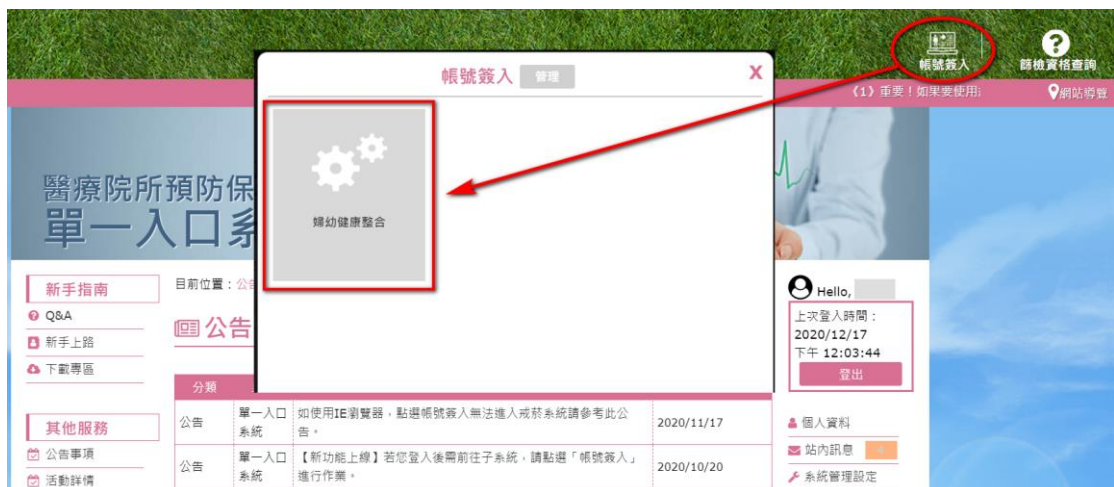 帳號簽入
篩檢資格查詢
帳號簽入 管理 X
《1》重要！如果要使用
網站導覽
醫療院所預防保
單一入口系
婦幼健康整合
新手指南
Q&A
新手上路
下載專區
其他服務
公告事項
活動詳情
目前位置：公告
公告
分類
公告 單一入口系統 如使用IE瀏覽器，點選帳號簽入無法進入戒菸系統請參考此公告。 2020/11/17
公告 單一入口系統 【新功能上線】若您登入後需前往子系統，請點選「帳號簽入」進行作業。 2020/10/20
Hello,
上次登入時間：
2020/12/17
下午 12:03:44
登出
個人資料
站內訊息 4
系統管理設定